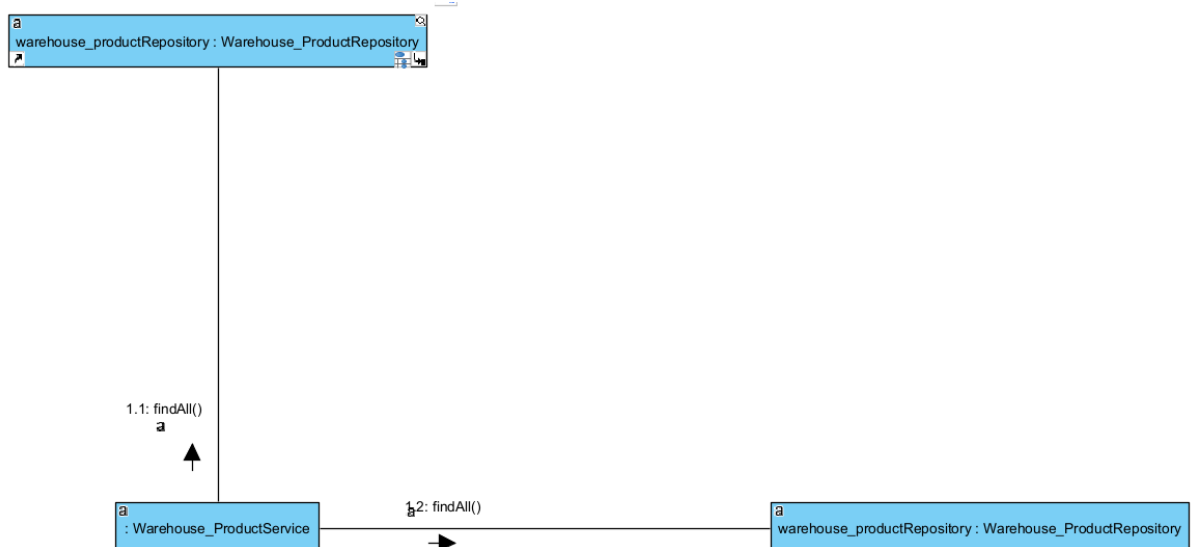 a
warehouse_productRepository : Warehouse_ProductRepository
1.1: findAll()
a
a
: Warehouse_ProductService
1.2: findAll()
a
a
warehouse_productRepository : Warehouse_ProductRepository